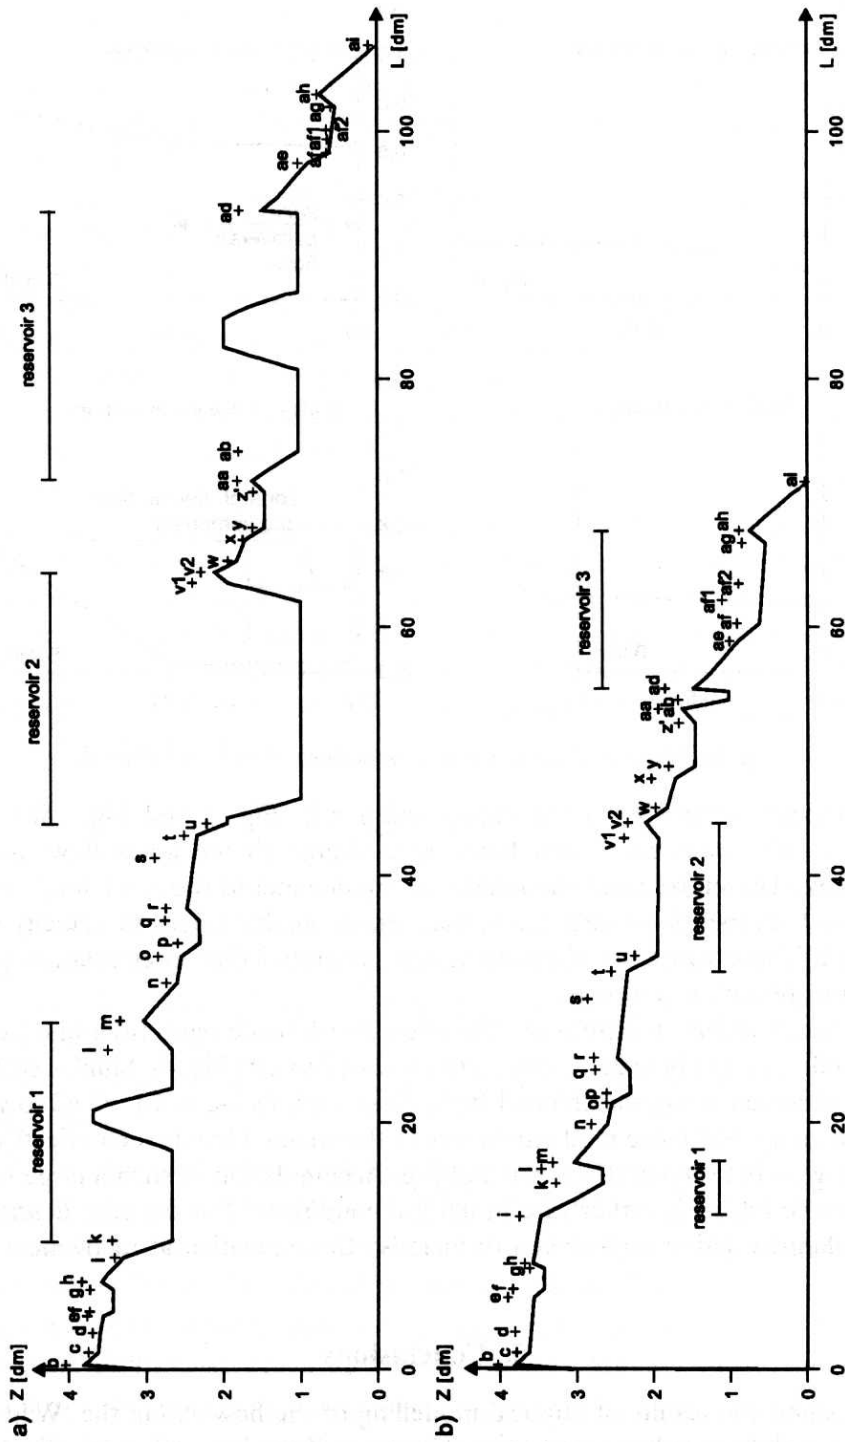 a) Z [dm]
4
3
2
1
0
reservoir 1
reservoir 2
reservoir 3
b
c
d
ef
g
h
i
k
l
m
n
o
p
q
r
s
t
u
v1
v2
w
x
y
z'
aa
ab
ad
ae
af
af1
af2
ag
ah
ai
0
20
40
60
80
100
L [dm]
b) Z [dm]
4
3
2
1
0
b
c
d
e
f
g
h
i
k
l
m
n
op
q
r
s
t
u
v1
v2
w
x
y
z'
aa
ab
ad
ae
af
af1
af2
ag
ah
ai
reservoir 1
reservoir 2
reservoir 3
0
20
40
60
80
100
L [dm]